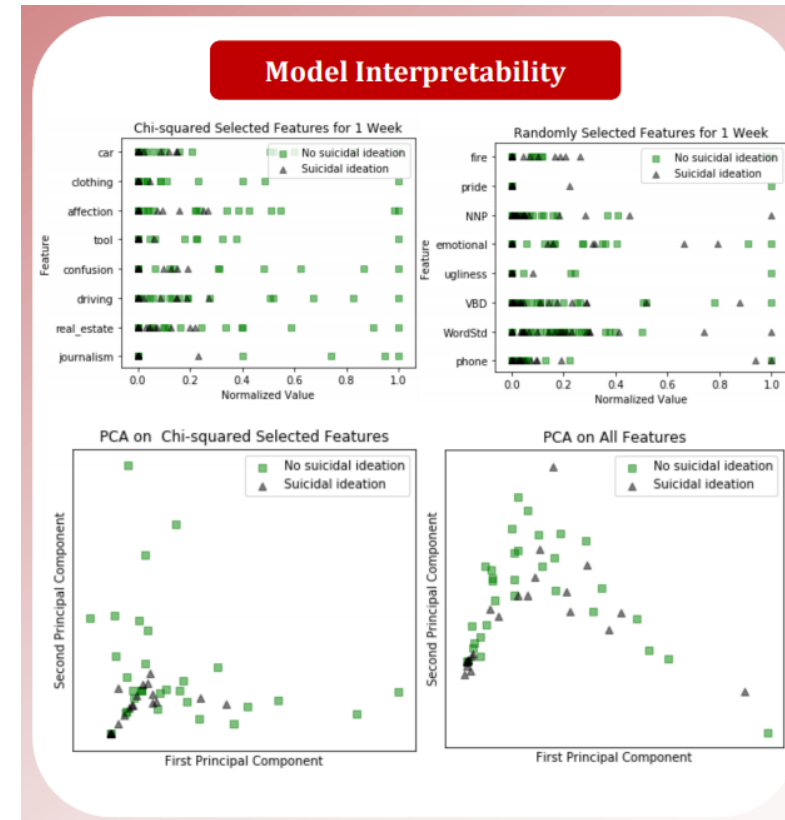 Model Interpretability
Chi-squared Selected Features for 1 Week
No suicidal ideation
Suicidal ideation
Feature
car
clothing
affection
tool
confusion
driving
real_estate
journalism
0.0 0.2 0.4 0.6 0.8 1.0
Normalized Value
Randomly Selected Features for 1 Week
No suicidal ideation
Suicidal ideation
Feature
fire
pride
NNP
emotional
ugliness
VBD
WordStd
phone
0.0 0.2 0.4 0.6 0.8 1.0
Normalized Value
PCA on Chi-squared Selected Features
No suicidal ideation
Suicidal ideation
Second Principal Component
First Principal Component
PCA on All Features
No suicidal ideation
Suicidal ideation
Second Principal Component
First Principal Component